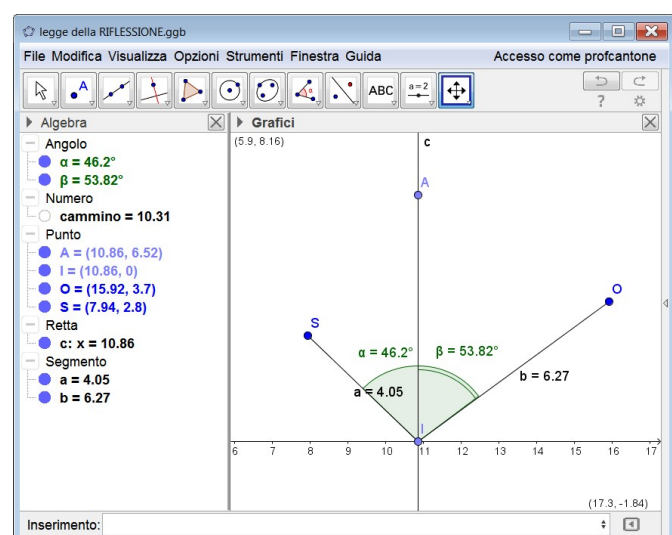 legge della RIFLESSIONE.ggb
File Modifica Visualizza Opzioni Strumenti Finestra Guida Accesso come profcantone
A ABC a=2 ?
Algebra
Angolo
α = 46.2°
β = 53.82°
Numero
cammino = 10.31
Punto
A = (10.86, 6.52)
I = (10.86, 0)
O = (15.92, 3.7)
S = (7.94, 2.8)
Retta
c: x = 10.86
Segmento
a = 4.05
b = 6.27
Grafici
(5.9, 8.16)
c
A
O
S
α = 46.2° β = 53.82°
b = 6.27
a = 4.05
I
6 7 8 9 10 11 12 13 14 15 16 17
(17.3, -1.84)
Inserimento: